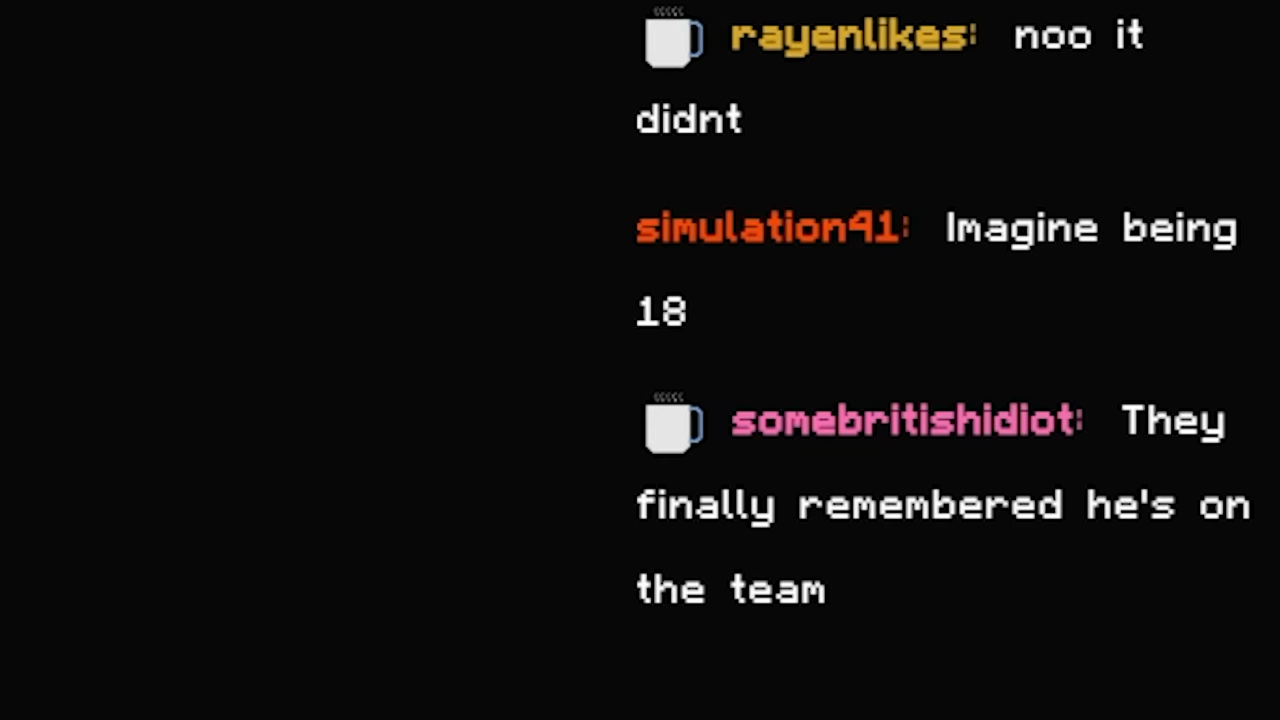 rayenlikes: noo it
didnt
simulation41: Imagine being
18
somebritishidiot: They
finally remembered he's on
the team